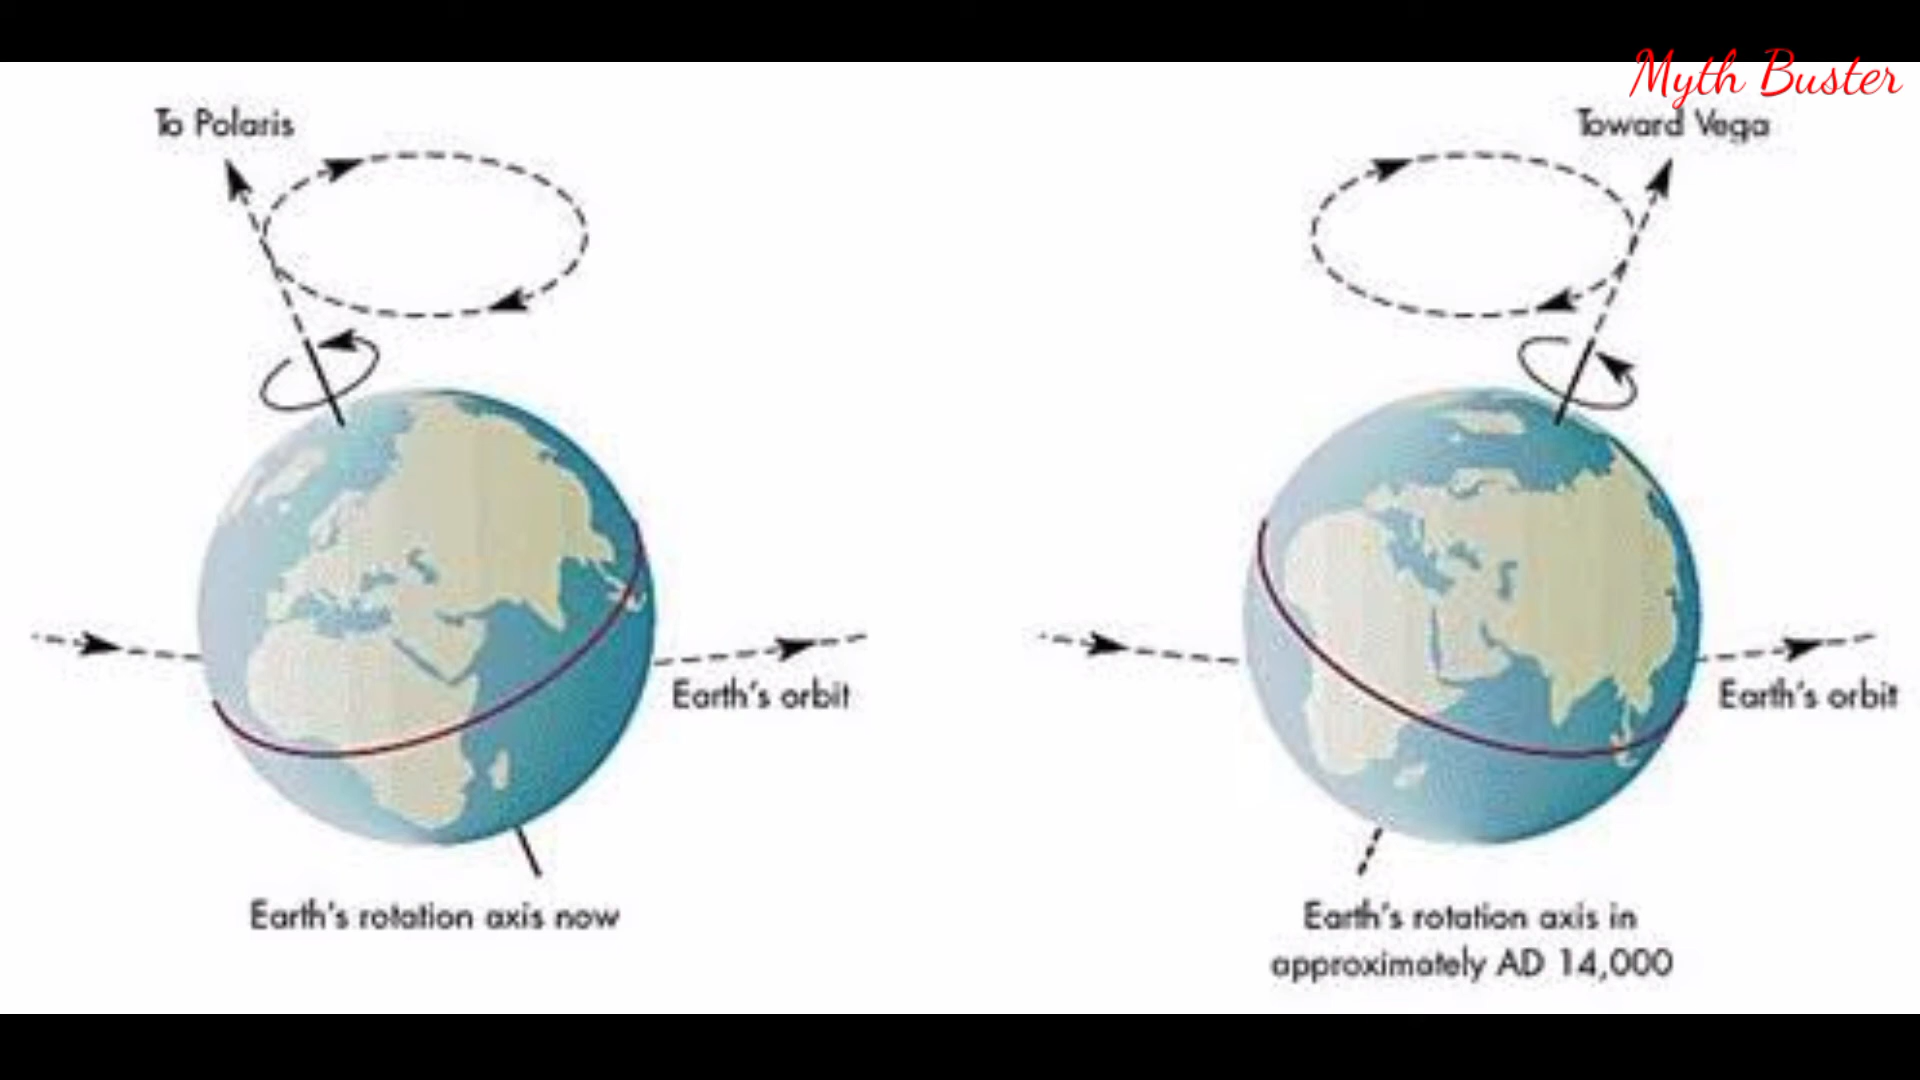 Myth Buster
To Polaris
Toward Vega
Earth's orbit
Earth's orbit
Earth's rotation axis now
Earth's rotation axis in
approximately AD 14,000